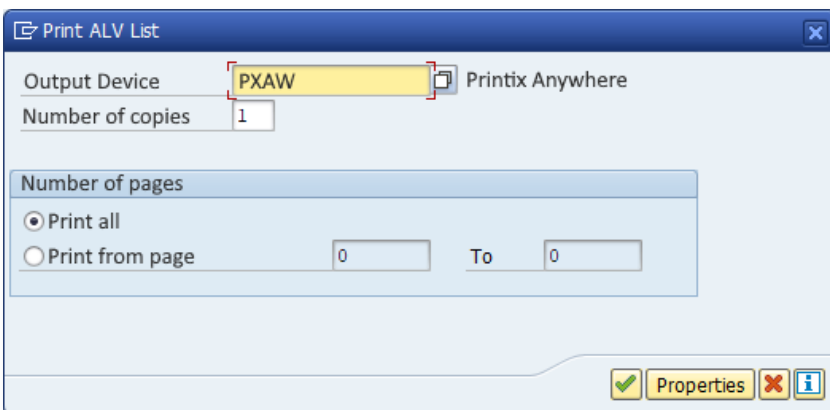 Print ALV List
Output Device PXAW Printix Anywhere
Number of copies 1
Number of pages
Print all
Print from page 0 To 0
Properties